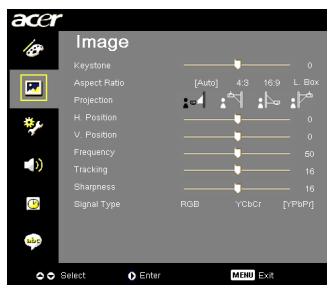 acer
Image
Keystone 0
Aspect Ratio [Auto] 4:3 16:9 L. Box
Projection
H. Position 0
V. Position 0
Frequency 50
Tracking 16
Sharpness 16
Signal Type RGB YCbCr [YPbPr]
abc
Select Enter MENU Exit